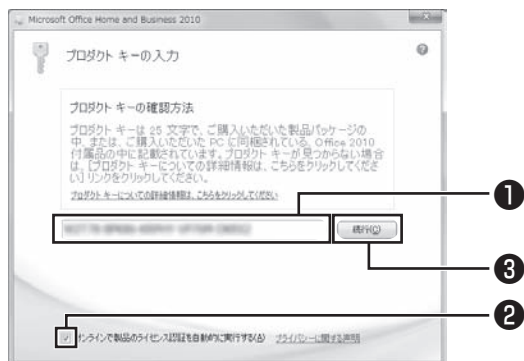 Microsoft Office Home and Business 2010
プロダクト キーの入力
プロダクト キーの確認方法
プロダクト キーは 25 文字で、ご購入いただいた製品パッケージの
中、または、ご購入いただいた PC に同梱されている、Office 2010
付属品の中に記載されています。プロダクト キーが見つからない場合
は、[プロダクト キーについての詳細情報は、こちらをクリックしてくださ
い] リンクをクリックしてください。
プロダクト キーについての詳細情報は、こちらをクリックしてください
続行(C)
オンラインで製品のライセンス認証を自動的に実行する(A) プライバシーに関する声明
❶
❸
❷